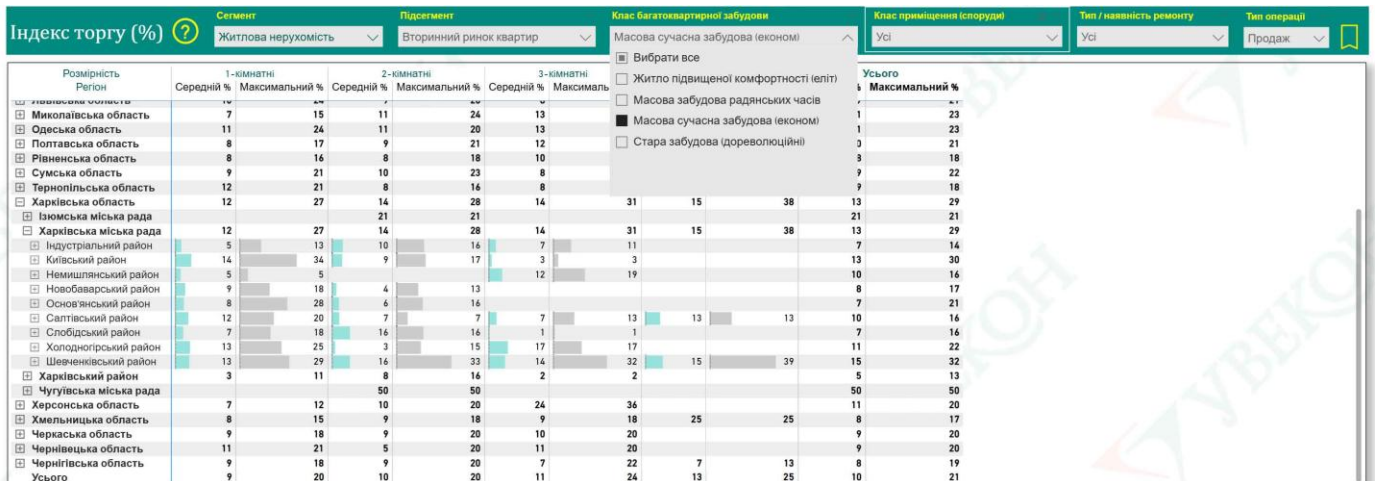 Індекс торгу (%) ?
Сегмент Підсегмент Клас багатоквартирної забудови Клас приміщення (споруди) Тип / наявність ремонту Тип операції
Житлова нерухомість Вторинний ринок квартир Масова сучасна забудова (економ) Усі Усі Продаж
Вибрати все
Житло підвищеної комфортності (еліт)
Масова забудова радянських часів
Масова сучасна забудова (економ)
Стара забудова (дореволюційні)
Розмірність 1-кімнатні 2-кімнатні 3-кімнатні Усього
Регіон Середній % Максимальний % Середній % Максимальний % Середній % Максималь % Максимальний %
Львівська область
Миколаївська область 7 15 11 24 13 1 23
Одеська область 11 24 11 20 13 1 23
Полтавська область 8 17 9 21 12 0 21
Рівненська область 8 16 8 18 10 8 18
Сумська область 9 21 10 23 8 9 22
Тернопільська область 12 21 8 16 8 9 18
Харківська область 12 27 14 28 14 31 15 38 13 29
Ізюмська міська рада 21 21 21 21
Харківська міська рада 12 27 14 28 14 31 15 38 13 29
Індустріальний район 5 13 10 16 7 11 7 14
Київський район 14 34 9 17 3 3 13 30
Немишлянський район 5 5 12 19 10 16
Новобаварський район 9 18 4 13 8 17
Основ'янський район 8 28 6 16 7 21
Салтівський район 12 20 7 7 7 13 13 13 10 16
Слобідський район 7 18 16 16 1 1 7 16
Холодногірський район 13 25 3 15 17 17 11 22
Шевченківський район 13 29 16 33 14 32 15 39 15 32
Харківський район 3 11 8 16 2 2 5 13
Чугуївська міська рада 50 50 50 50
Херсонська область 7 12 10 20 24 36 11 20
Хмельницька область 8 15 9 18 9 18 25 25 8 17
Черкаська область 9 18 9 20 10 20 9 20
Чернівецька область 11 21 5 20 11 20 9 20
Чернігівська область 9 18 9 20 7 22 7 13 8 19
Усього 9 20 10 20 11 24 13 25 10 21
УВЕКОН
УВЕКОН